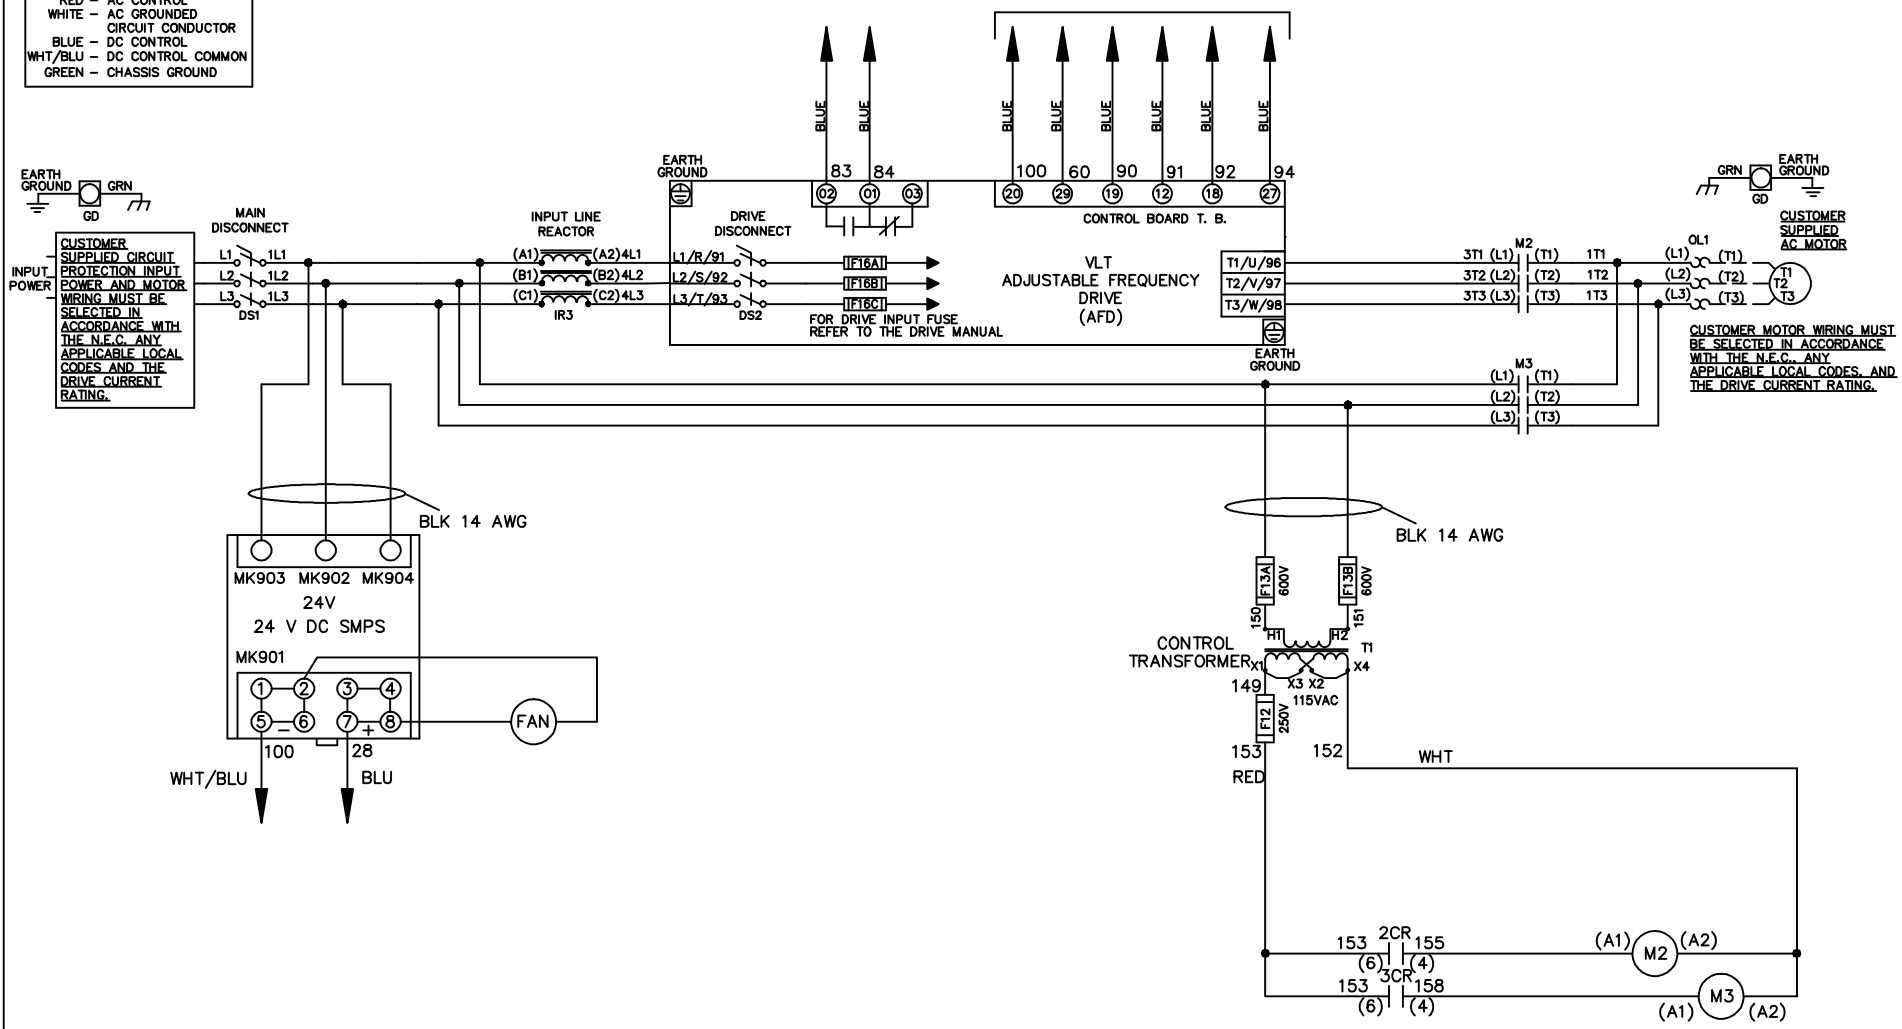 RED – AC CONTROL
WHITE – AC GROUNDED
CIRCUIT CONDUCTOR
BLUE – DC CONTROL
WHT/BLU – DC CONTROL COMMON
GREEN – CHASSIS GROUND
BLUE
BLUE
BLUE
BLUE
BLUE
BLUE
BLUE
BLUE
83
84
100
60
90
91
92
94
02
01
03
20
29
19
12
18
27
CONTROL BOARD T. B.
EARTH
GROUND
GRN
GD
EARTH
GROUND
GRN
EARTH
GROUND
GD
CUSTOMER
SUPPLIED
AC MOTOR
INPUT
POWER
CUSTOMER
SUPPLIED CIRCUIT
PROTECTION INPUT
POWER AND MOTOR
WIRING MUST BE
SELECTED IN
ACCORDANCE WITH
THE N.E.C. ANY
APPLICABLE LOCAL
CODES AND THE
DRIVE CURRENT
RATING.
MAIN
DISCONNECT
L1 1L1
L2 1L2
L3 1L3
DS1
INPUT LINE
REACTOR
(A1) (A2) 4L1
(B1) (B2) 4L2
(C1) (C2) 4L3
IR3
DRIVE
DISCONNECT
L1/R/91
L2/S/92
L3/T/93
DS2
F16A
F16B
F16C
FOR DRIVE INPUT FUSE
REFER TO THE DRIVE MANUAL
VLT
ADJUSTABLE FREQUENCY
DRIVE
(AFD)
T1/U/96
T2/V/97
T3/W/98
EARTH
GROUND
M2
3T1 (L1) (T1) 1T1
3T2 (L2) (T2) 1T2
3T3 (L3) (T3) 1T3
OL1
(L1) (T1)
(L2) (T2)
(L3) (T3)
T1
T2
T3
CUSTOMER MOTOR WIRING MUST
BE SELECTED IN ACCORDANCE
WITH THE N.E.C., ANY
APPLICABLE LOCAL CODES, AND
THE DRIVE CURRENT RATING.
M3
(L1) (T1)
(L2) (T2)
(L3) (T3)
BLK 14 AWG
BLK 14 AWG
MK903 MK902 MK904
24V
24 V DC SMPS
MK901
1 2 3 4
5 – 6 7 + 8
FAN
100
28
WHT/BLU
BLU
F13A
600V
F13B
600V
150
151
H1
H2
CONTROL
TRANSFORMER
T1
X1
X4
X3 X2
115VAC
149
F12
250V
153
152
RED
WHT
2CR
153 155
(6) (4)
(A1) M2 (A2)
3CR
153 158
(6) (4)
(A1) M3 (A2)